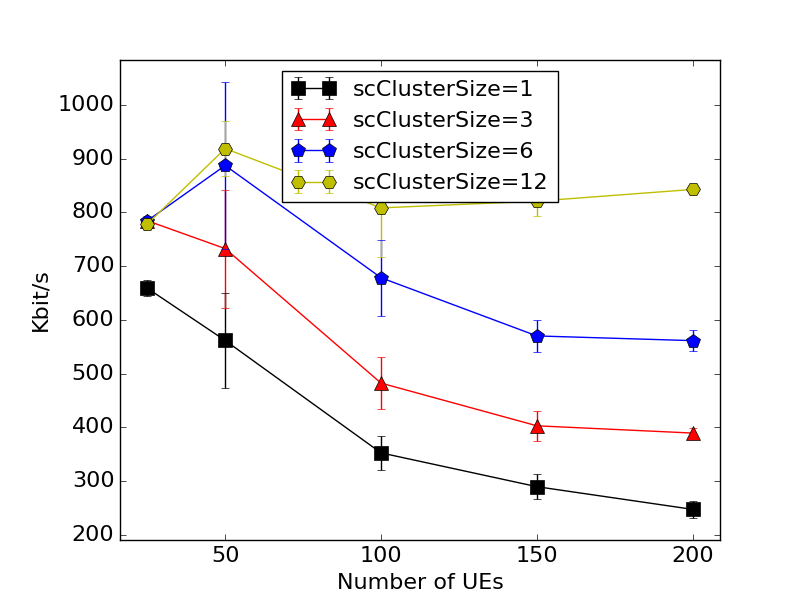 scClusterSize=1
scClusterSize=3
scClusterSize=6
scClusterSize=12
1000
900
800
700
600
500
400
300
200
Kbit/s
50 100 150 200
Number of UEs